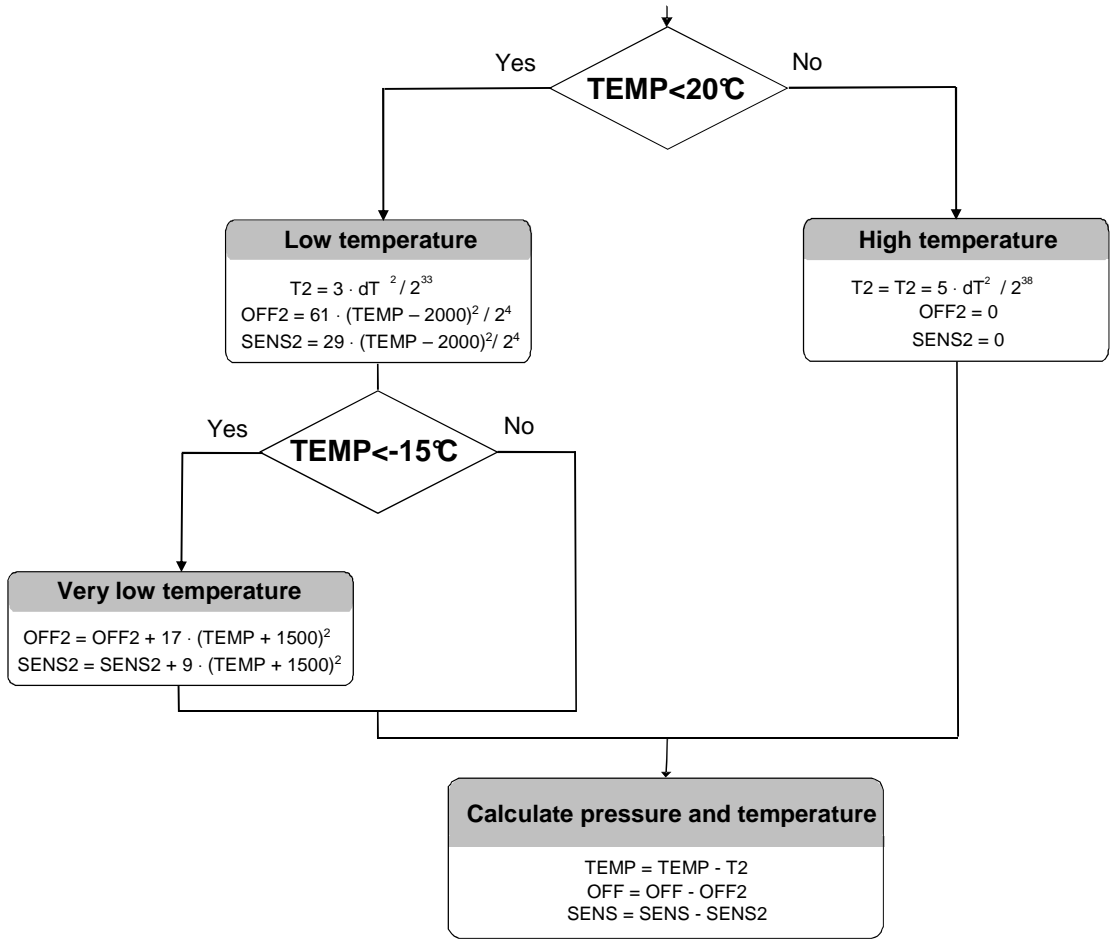 Yes
TEMP<20°C
No
Low temperature
T2 = 3 · dT ² / 2³³
OFF2 = 61 · (TEMP – 2000)² / 2⁴
SENS2 = 29 · (TEMP – 2000)²/ 2⁴
High temperature
T2 = T2 = 5 · dT² / 2³⁸
OFF2 = 0
SENS2 = 0
Yes
TEMP<-15°C
No
Very low temperature
OFF2 = OFF2 + 17 · (TEMP + 1500)²
SENS2 = SENS2 + 9 · (TEMP + 1500)²
Calculate pressure and temperature
TEMP = TEMP - T2
OFF = OFF - OFF2
SENS = SENS - SENS2